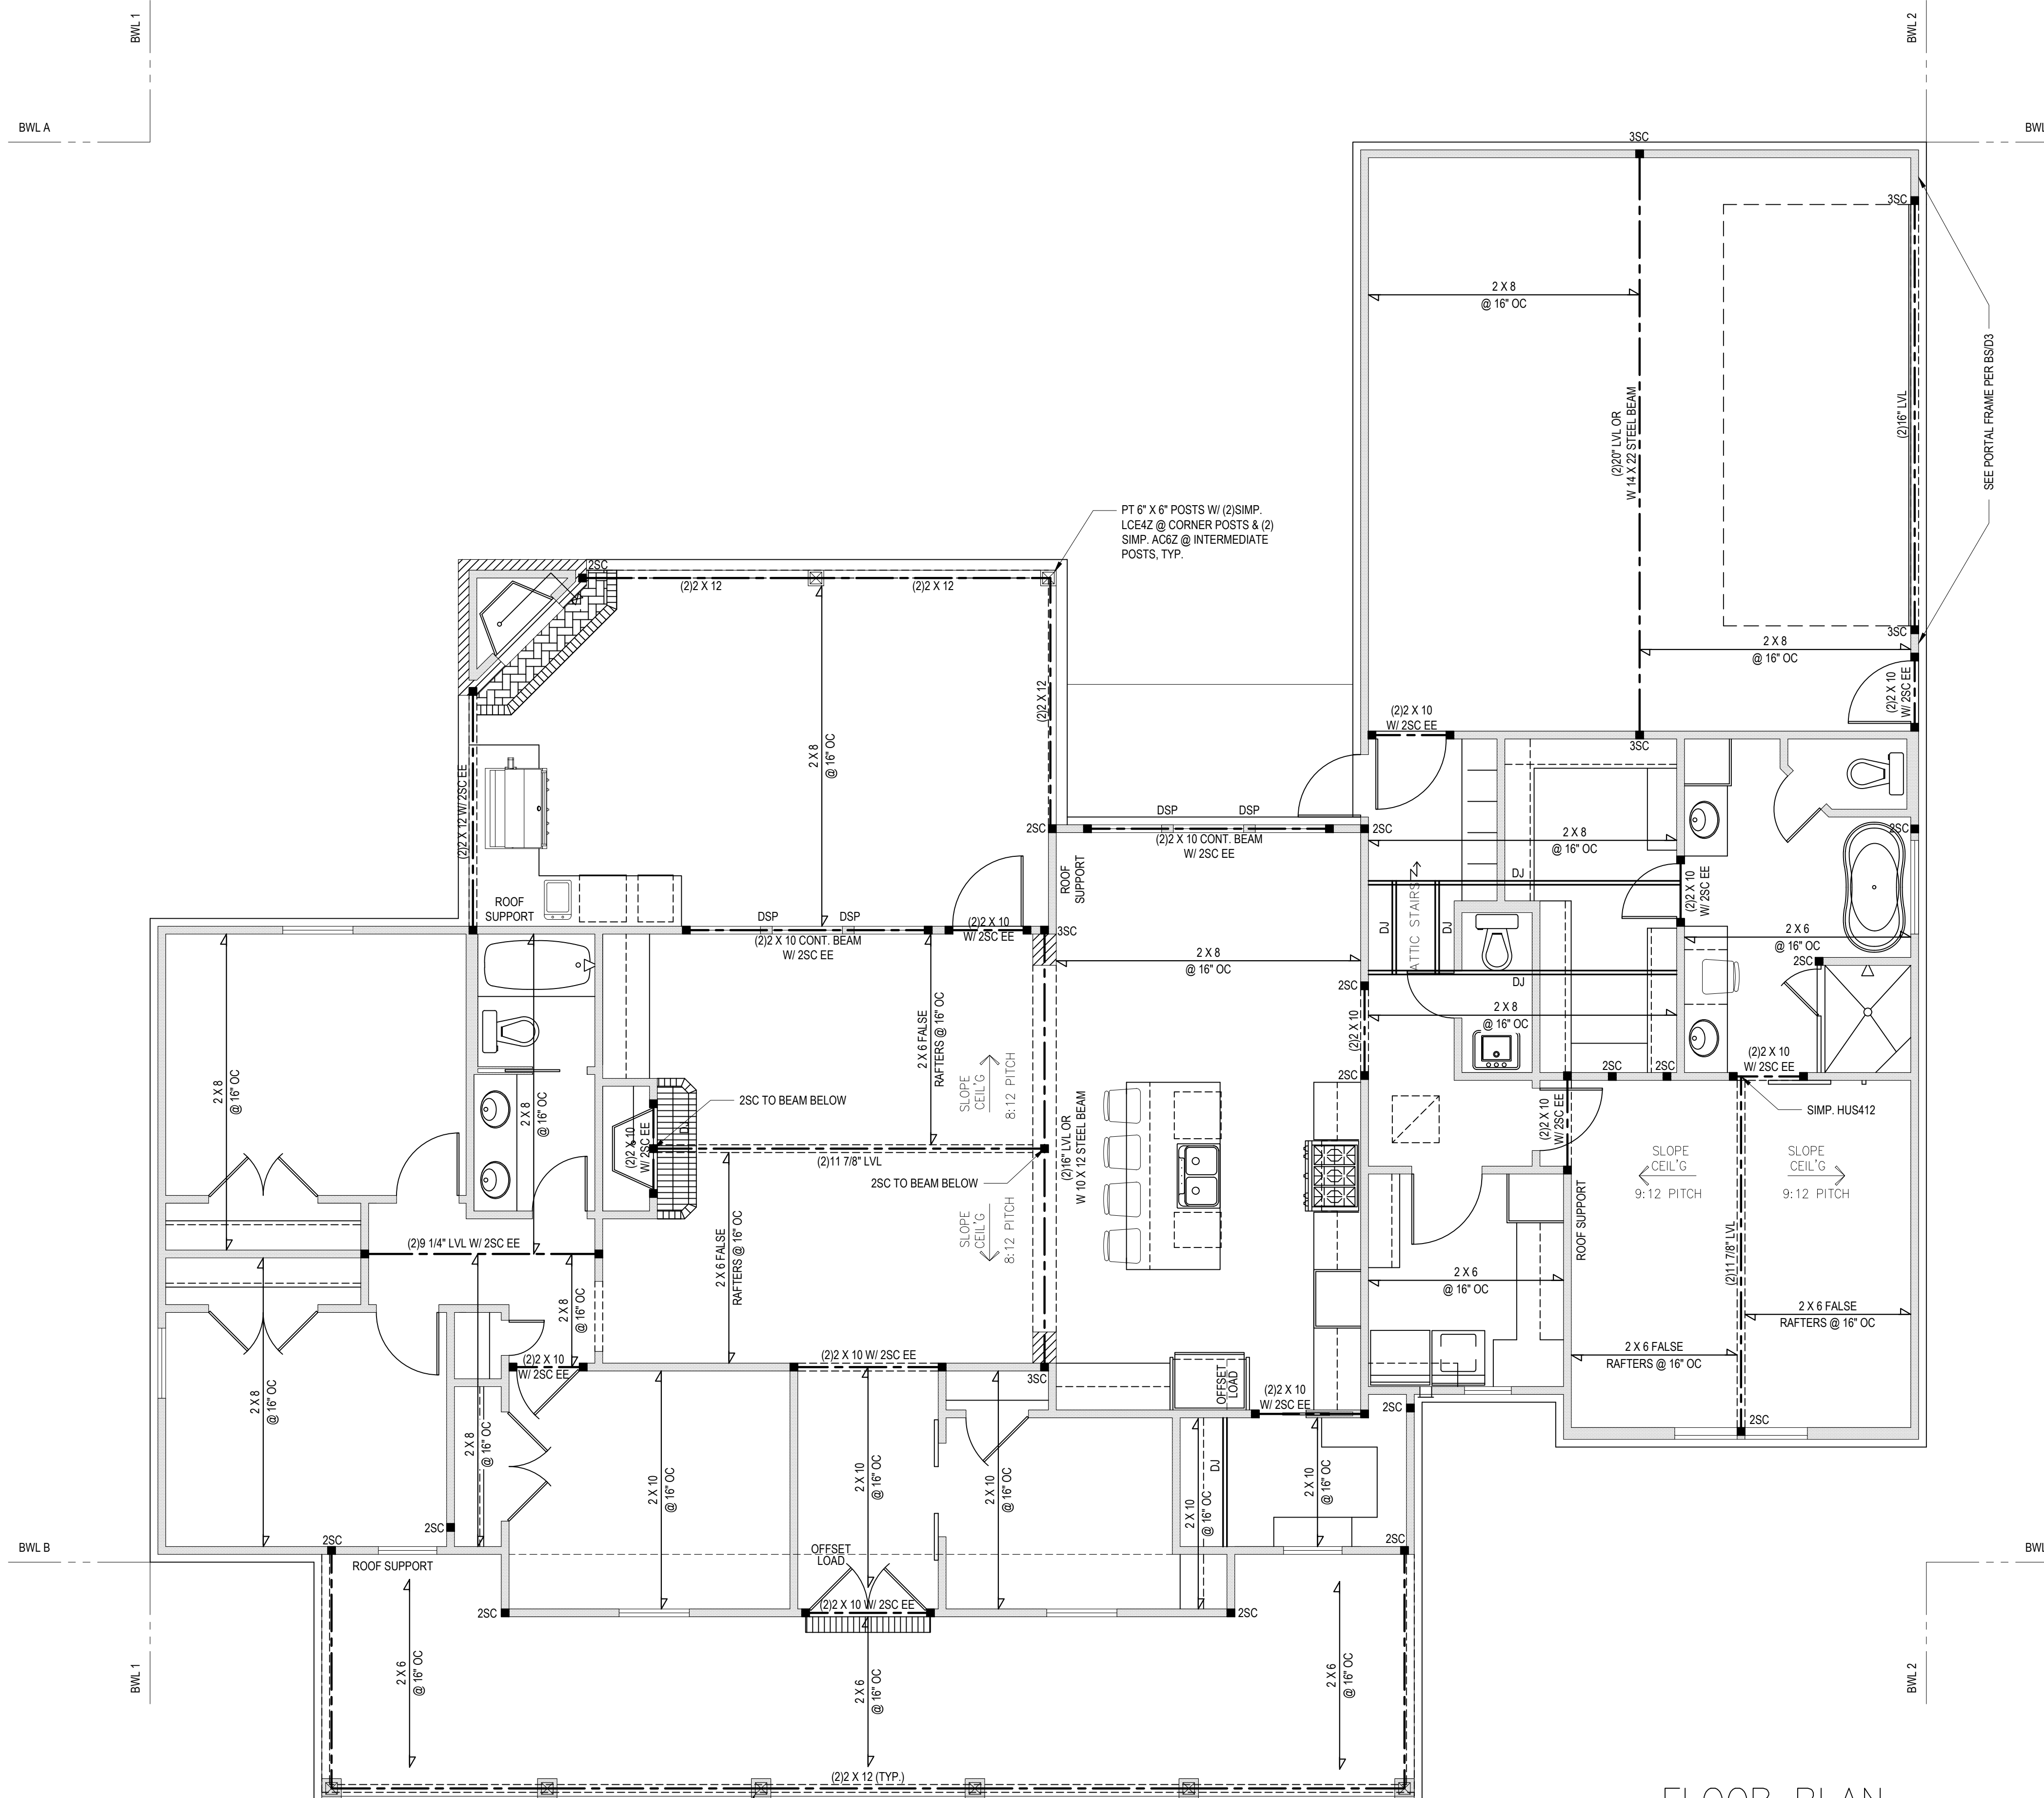 BWL 1
BWL 2
BWL A
BWL
3SC
3SC
2 X 8
@ 16" OC
(2)20" LVL OR
W 14 X 22 STEEL BEAM
(2)16" LVL
SEE PORTAL FRAME PER BS/D3
PT 6" X 6" POSTS W/ (2)SIMP.
LCE4Z @ CORNER POSTS & (2)
SIMP. AC6Z @ INTERMEDIATE
POSTS, TYP.
2SC
(2)2 X 12
(2)2 X 12
3SC
2 X 8
@ 16" OC
(2)2 X 12
(2)2 X 10
W/ 2SC EE
(2)2 X 10
W/ 2SC EE
3SC
2 X 8
@ 16" OC
(2)2 X 12 W/ 2SC EE
DSP
DSP
2SC
2SC
(2)2 X 10 CONT. BEAM
W/ 2SC EE
2 X 8
@ 16" OC
2SC
ROOF
SUPPORT
DJ
(2)2 X 10
W/ 2SC EE
ROOF
SUPPORT
DSP
DSP
(2)2 X 10
W/ 2SC EE
3SC
(2)2 X 10 CONT. BEAM
W/ 2SC EE
DJ
ATTIC STAIRS
DJ
2 X 6
@ 16" OC
2 X 8
@ 16" OC
2SC
2SC
DJ
2 X 8
@ 16" OC
(2)2 X 10
2SC
2 X 6 FALSE
RAFTERS @ 16" OC
SLOPE
CEIL'G
8:12 PITCH
2SC
2SC
(2)2 X 10
W/ 2SC EE
SIMP. HUS412
2 X 8
@ 16" OC
2 X 8
@ 16" OC
2SC TO BEAM BELOW
(2)2 X 10
W/ 2SC EE
DJ
(2)11 7/8" LVL
2SC TO BEAM BELOW
(2)16" LVL OR
W 10 X 12 STEEL BEAM
(2)2 X 10
W/ 2SC EE
SLOPE
CEIL'G
9:12 PITCH
SLOPE
CEIL'G
9:12 PITCH
ROOF SUPPORT
(2)9 1/4" LVL W/ 2SC EE
2 X 6 FALSE
RAFTERS @ 16" OC
SLOPE
CEIL'G
8:12 PITCH
2 X 6
@ 16" OC
(2)11 7/8" LVL
2 X 6 FALSE
RAFTERS @ 16" OC
2 X 6 FALSE
RAFTERS @ 16" OC
2 X 8
@ 16" OC
(2)2 X 10
W/ 2SC EE
(2)2 X 10 W/ 2SC EE
3SC
OFFSET
LOAD
(2)2 X 10
W/ 2SC EE
2SC
2SC
2 X 8
@ 16" OC
2 X 8
@ 16" OC
2 X 10
@ 16" OC
2 X 10
@ 16" OC
2 X 10
@ 16" OC
DJ
2 X 10
@ 16" OC
2 X 10
@ 16" OC
2SC
2SC
2SC
BWL B
BWL
ROOF SUPPORT
OFFSET
LOAD
(2)2 X 10 W/ 2SC EE
2SC
2SC
BWL 1
2 X 6
@ 16" OC
2 X 6
@ 16" OC
2 X 6
@ 16" OC
BWL 2
(2)2 X 12 (TYP.)
FLOOR PLAN